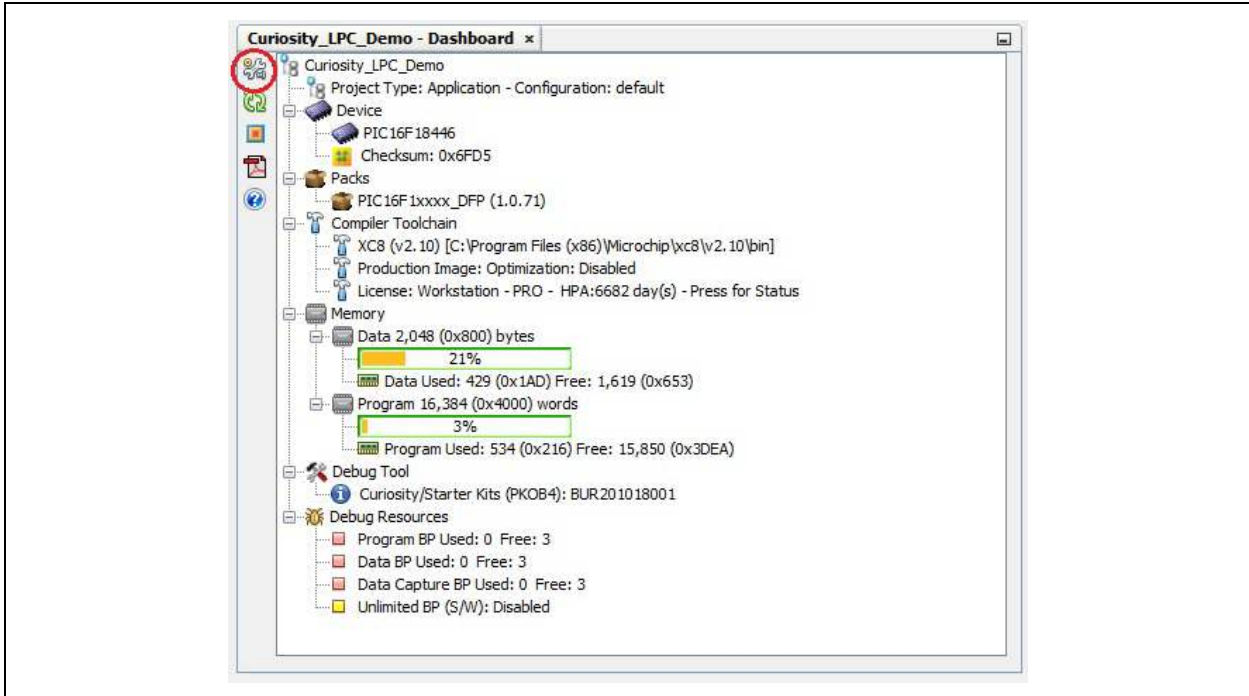 Curiosity_LPC_Demo - Dashboard ×
Curiosity_LPC_Demo
Project Type: Application - Configuration: default
Device
PIC16F18446
Checksum: 0x6FD5
Packs
PIC16F1xxxx_DFP (1.0.71)
Compiler Toolchain
XC8 (v2.10) [C:\Program Files (x86)\Microchip\xc8\v2.10\bin]
Production Image: Optimization: Disabled
License: Workstation - PRO - HPA:6682 day(s) - Press for Status
Memory
Data 2,048 (0x800) bytes
21%
Data Used: 429 (0x1AD) Free: 1,619 (0x653)
Program 16,384 (0x4000) words
3%
Program Used: 534 (0x216) Free: 15,850 (0x3DEA)
Debug Tool
Curiosity/Starter Kits (PKOB4): BUR201018001
Debug Resources
Program BP Used: 0 Free: 3
Data BP Used: 0 Free: 3
Data Capture BP Used: 0 Free: 3
Unlimited BP (S/W): Disabled